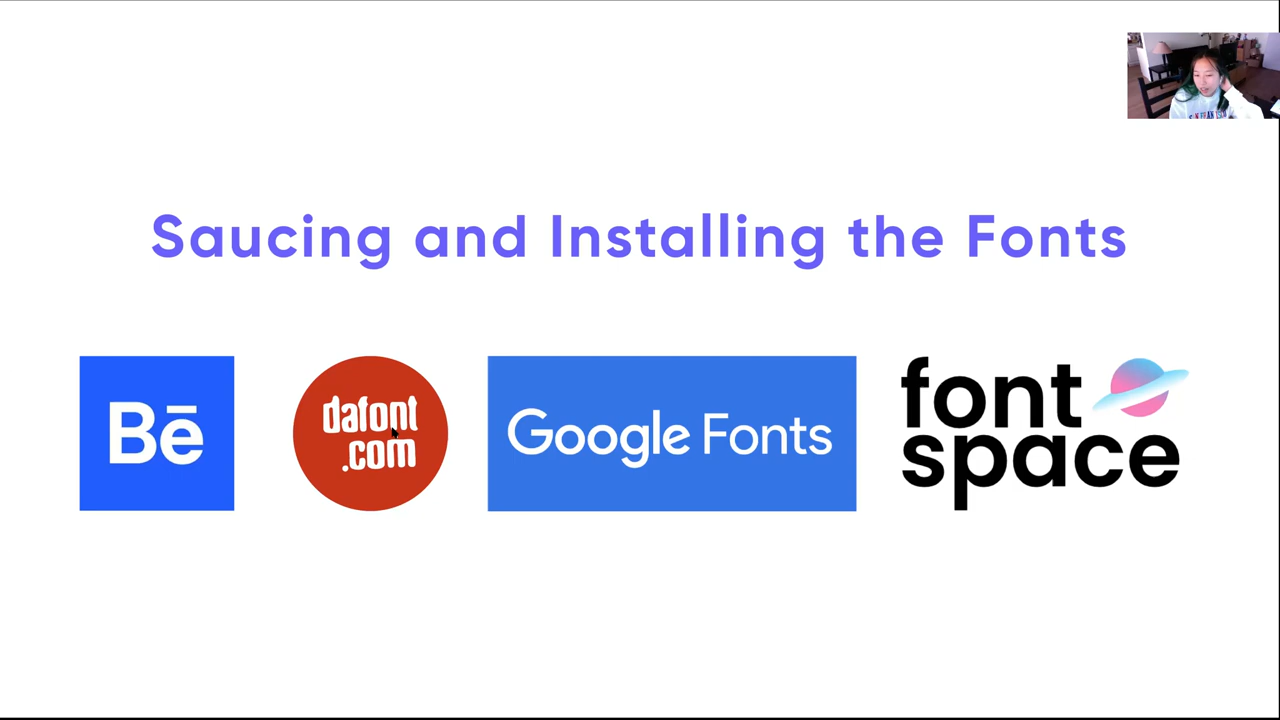 Saucing and Installing the Fonts
Bē
dafont
.com
Google Fonts
font
space